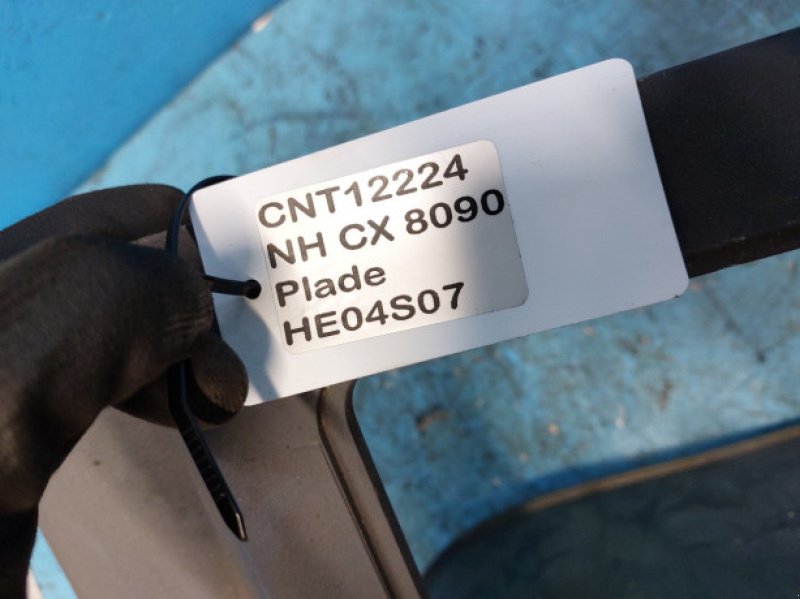 CNT12224
NH CX 8090
Plade
HE04S07